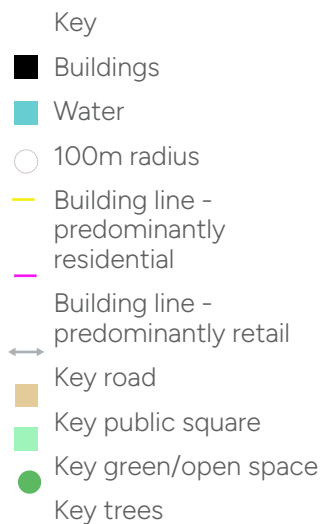 Key
Buildings
Water
100m radius
Building line -
predominantly
residential
Building line -
predominantly retail
Key road
Key public square
Key green/open space
Key trees